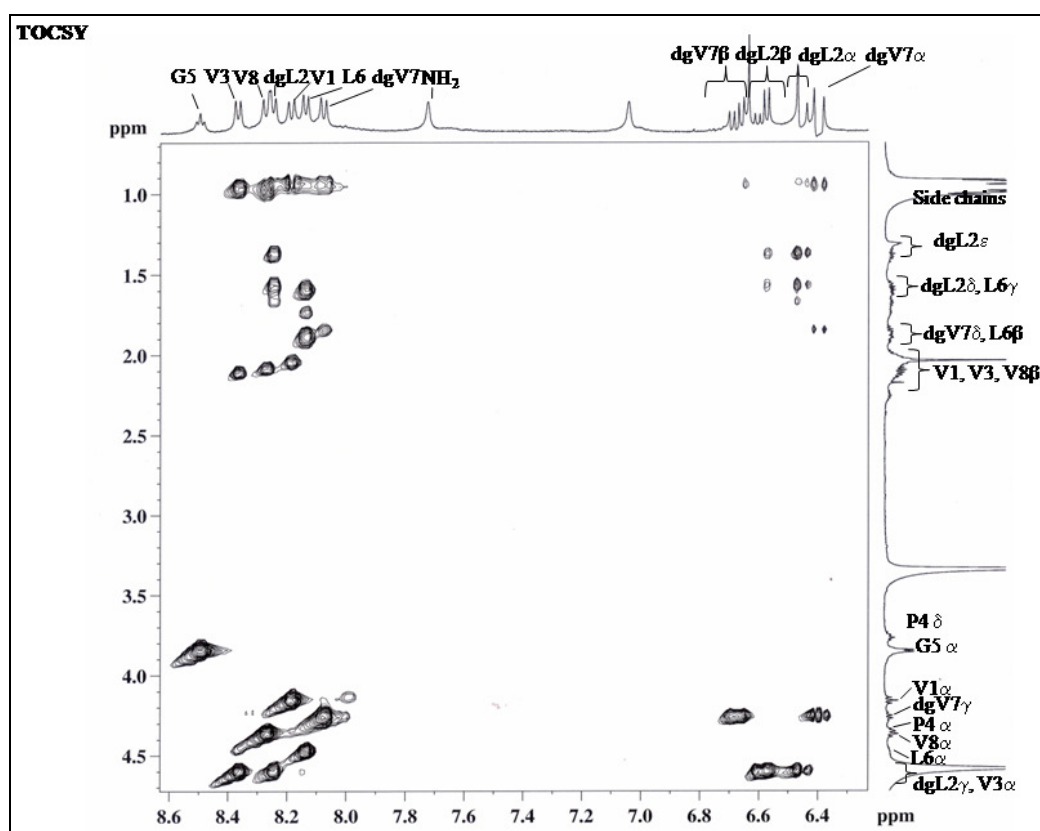 TOCSY
G5 V3 V8 dgL2 V1 L6 dgV7 NH₂ dgV7β dgL2β dgL2α dgV7α
ppm
1.0
1.5
2.0
2.5
3.0
3.5
4.0
4.5
Side chains
dgL2ε
dgL2δ, L6γ
dgV7δ, L6β
V1, V3, V8β
P4 δ
G5 α
V1α
dgV7γ
P4 α
V8α
L6α
dgL2γ, V3α
8.6 8.4 8.2 8.0 7.8 7.6 7.4 7.2 7.0 6.8 6.6 6.4 ppm